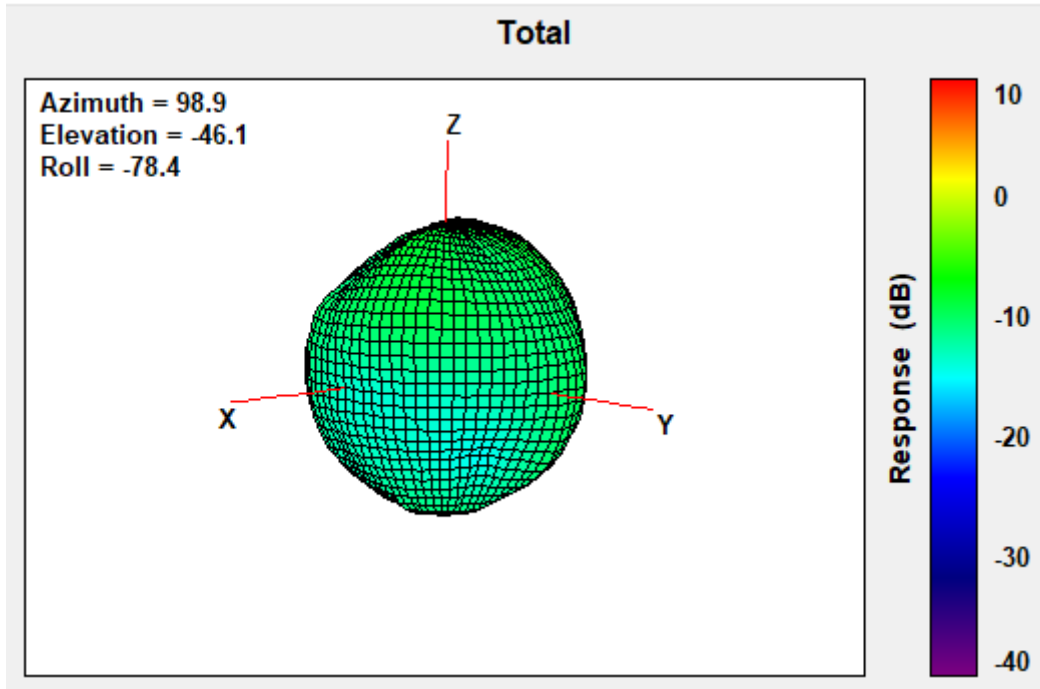 Total
Azimuth = 98.9
Elevation = -46.1
Roll = -78.4
Z
X
Y
10
0
-10
-20
-30
-40
Response (dB)